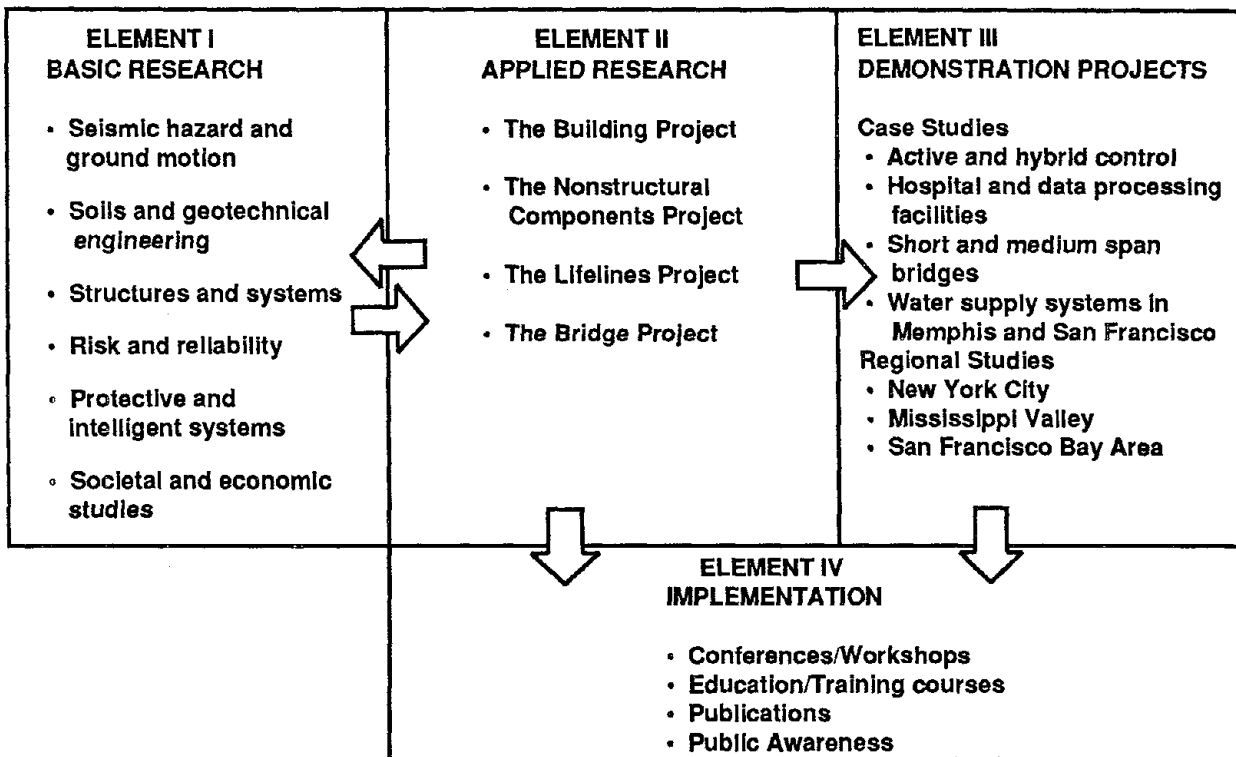 ELEMENT I
BASIC RESEARCH
• Seismic hazard and
ground motion
• Soils and geotechnical
engineering
• Structures and systems
• Risk and reliability
• Protective and
intelligent systems
• Societal and economic
studies
ELEMENT II
APPLIED RESEARCH
• The Building Project
• The Nonstructural
Components Project
• The Lifelines Project
• The Bridge Project
ELEMENT III
DEMONSTRATION PROJECTS
Case Studies
• Active and hybrid control
• Hospital and data processing
facilities
• Short and medium span
bridges
• Water supply systems in
Memphis and San Francisco
Regional Studies
• New York City
• Mississippi Valley
• San Francisco Bay Area
ELEMENT IV
IMPLEMENTATION
• Conferences/Workshops
• Education/Training courses
• Publications
• Public Awareness